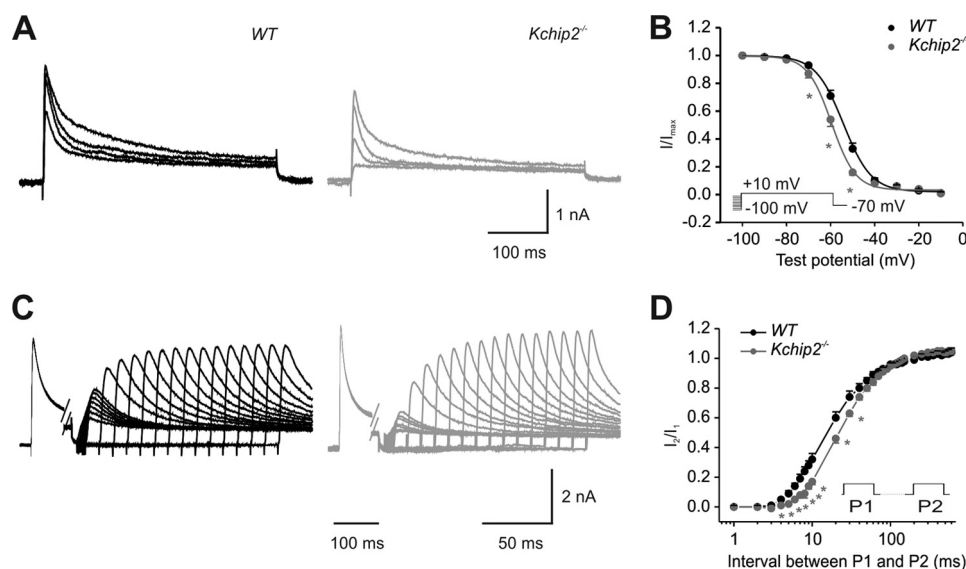 A
WT
Kchip2-/-
1 nA
100 ms
B
WT
Kchip2-/-
I/Imax
1.2
1.0
0.8
0.6
0.4
0.2
0.0
-0.2
*
*
*
+10 mV
-100 mV
-70 mV
-100
-80
-60
-40
-20
0
Test potential (mV)
C
2 nA
100 ms
50 ms
D
WT
Kchip2-/-
I2/I1
1.2
1.0
0.8
0.6
0.4
0.2
0.0
*
*
* * * * * * *
P1
P2
1
10
100
Interval between P1 and P2 (ms)